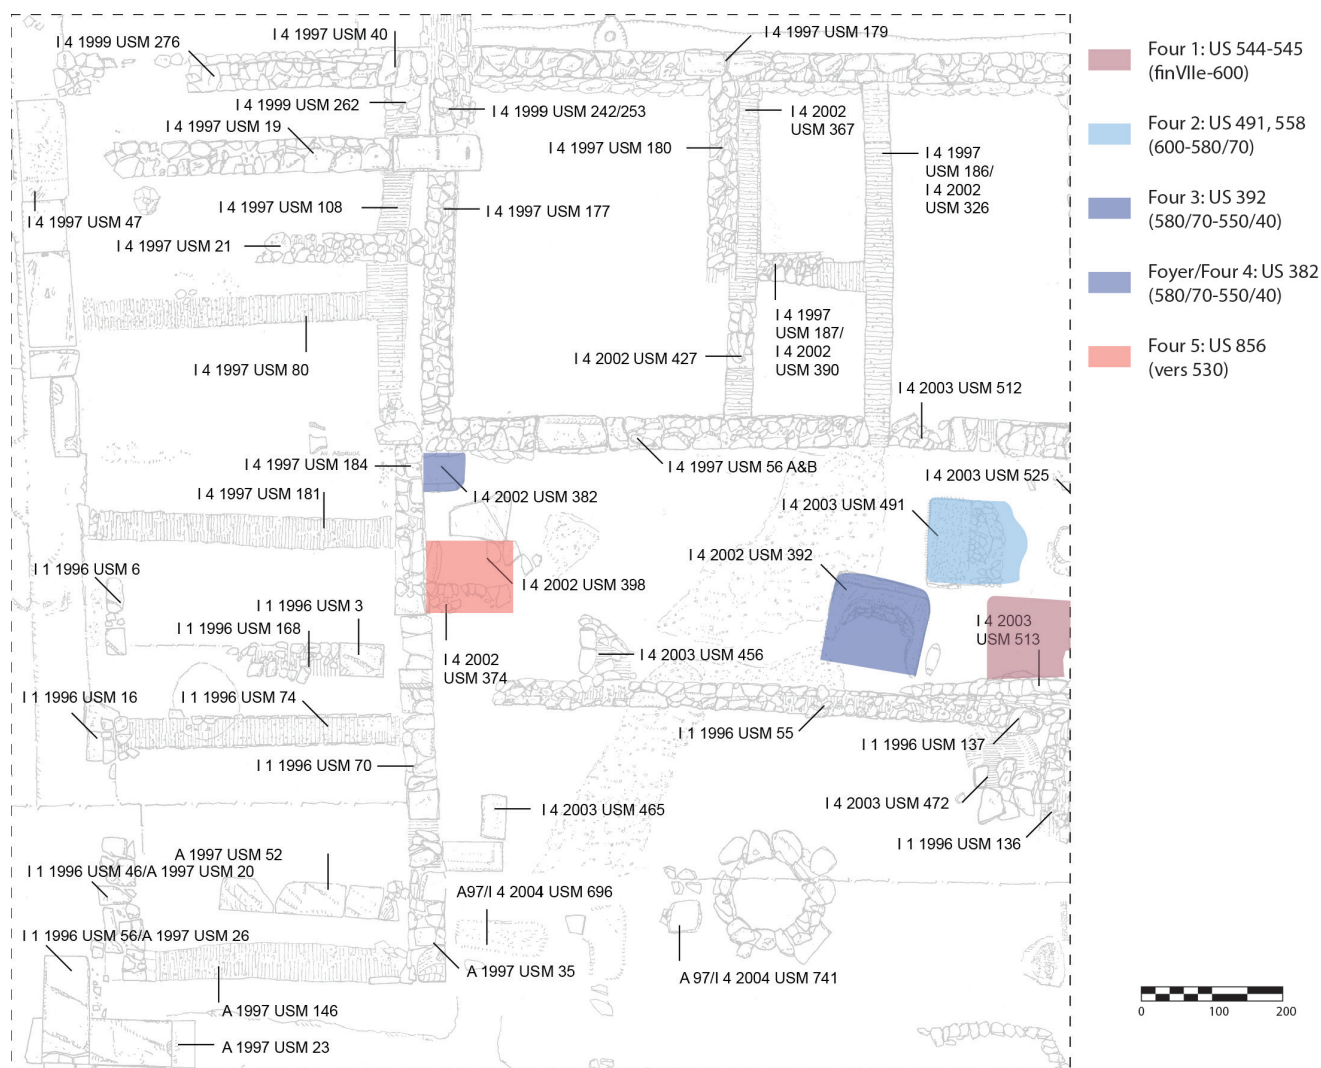 I 4 1999 USM 276
I 4 1997 USM 40
I 4 1997 USM 179
I 4 1999 USM 262
I 4 1999 USM 242/253
I 4 1997 USM 19
I 4 2002
USM 367
I 4 1997 USM 180
I 4 1997
USM 186/
I 4 2002
USM 326
I 4 1997 USM 47
I 4 1997 USM 108
I 4 1997 USM 177
I 4 1997 USM 21
I 4 1997
USM 187/
I 4 2002
USM 390
I 4 1997 USM 80
I 4 2002 USM 427
I 4 2003 USM 512
I 4 1997 USM 184
I 4 1997 USM 56 A&B
I 4 2003 USM 525
I 4 1997 USM 181
I 4 2002 USM 382
I 4 2003 USM 491
I 4 2002 USM 392
I 1 1996 USM 6
I 4 2002 USM 398
I 1 1996 USM 3
I 1 1996 USM 168
I 4 2003
USM 513
I 4 2002
USM 374
I 4 2003 USM 456
I 1 1996 USM 16
I 1 1996 USM 74
I 1 1996 USM 55
I 1 1996 USM 137
I 1 1996 USM 70
I 4 2003 USM 465
I 4 2003 USM 472
I 1 1996 USM 136
A 1997 USM 52
I 1 1996 USM 46/A 1997 USM 20
A97/I 4 2004 USM 696
I 1 1996 USM 56/A 1997 USM 26
A 1997 USM 35
A 97/I 4 2004 USM 741
A 1997 USM 146
A 1997 USM 23
Four 1: US 544-545
(finVIIe-600)
Four 2: US 491, 558
(600-580/70)
Four 3: US 392
(580/70-550/40)
Foyer/Four 4: US 382
(580/70-550/40)
Four 5: US 856
(vers 530)
0 100 200